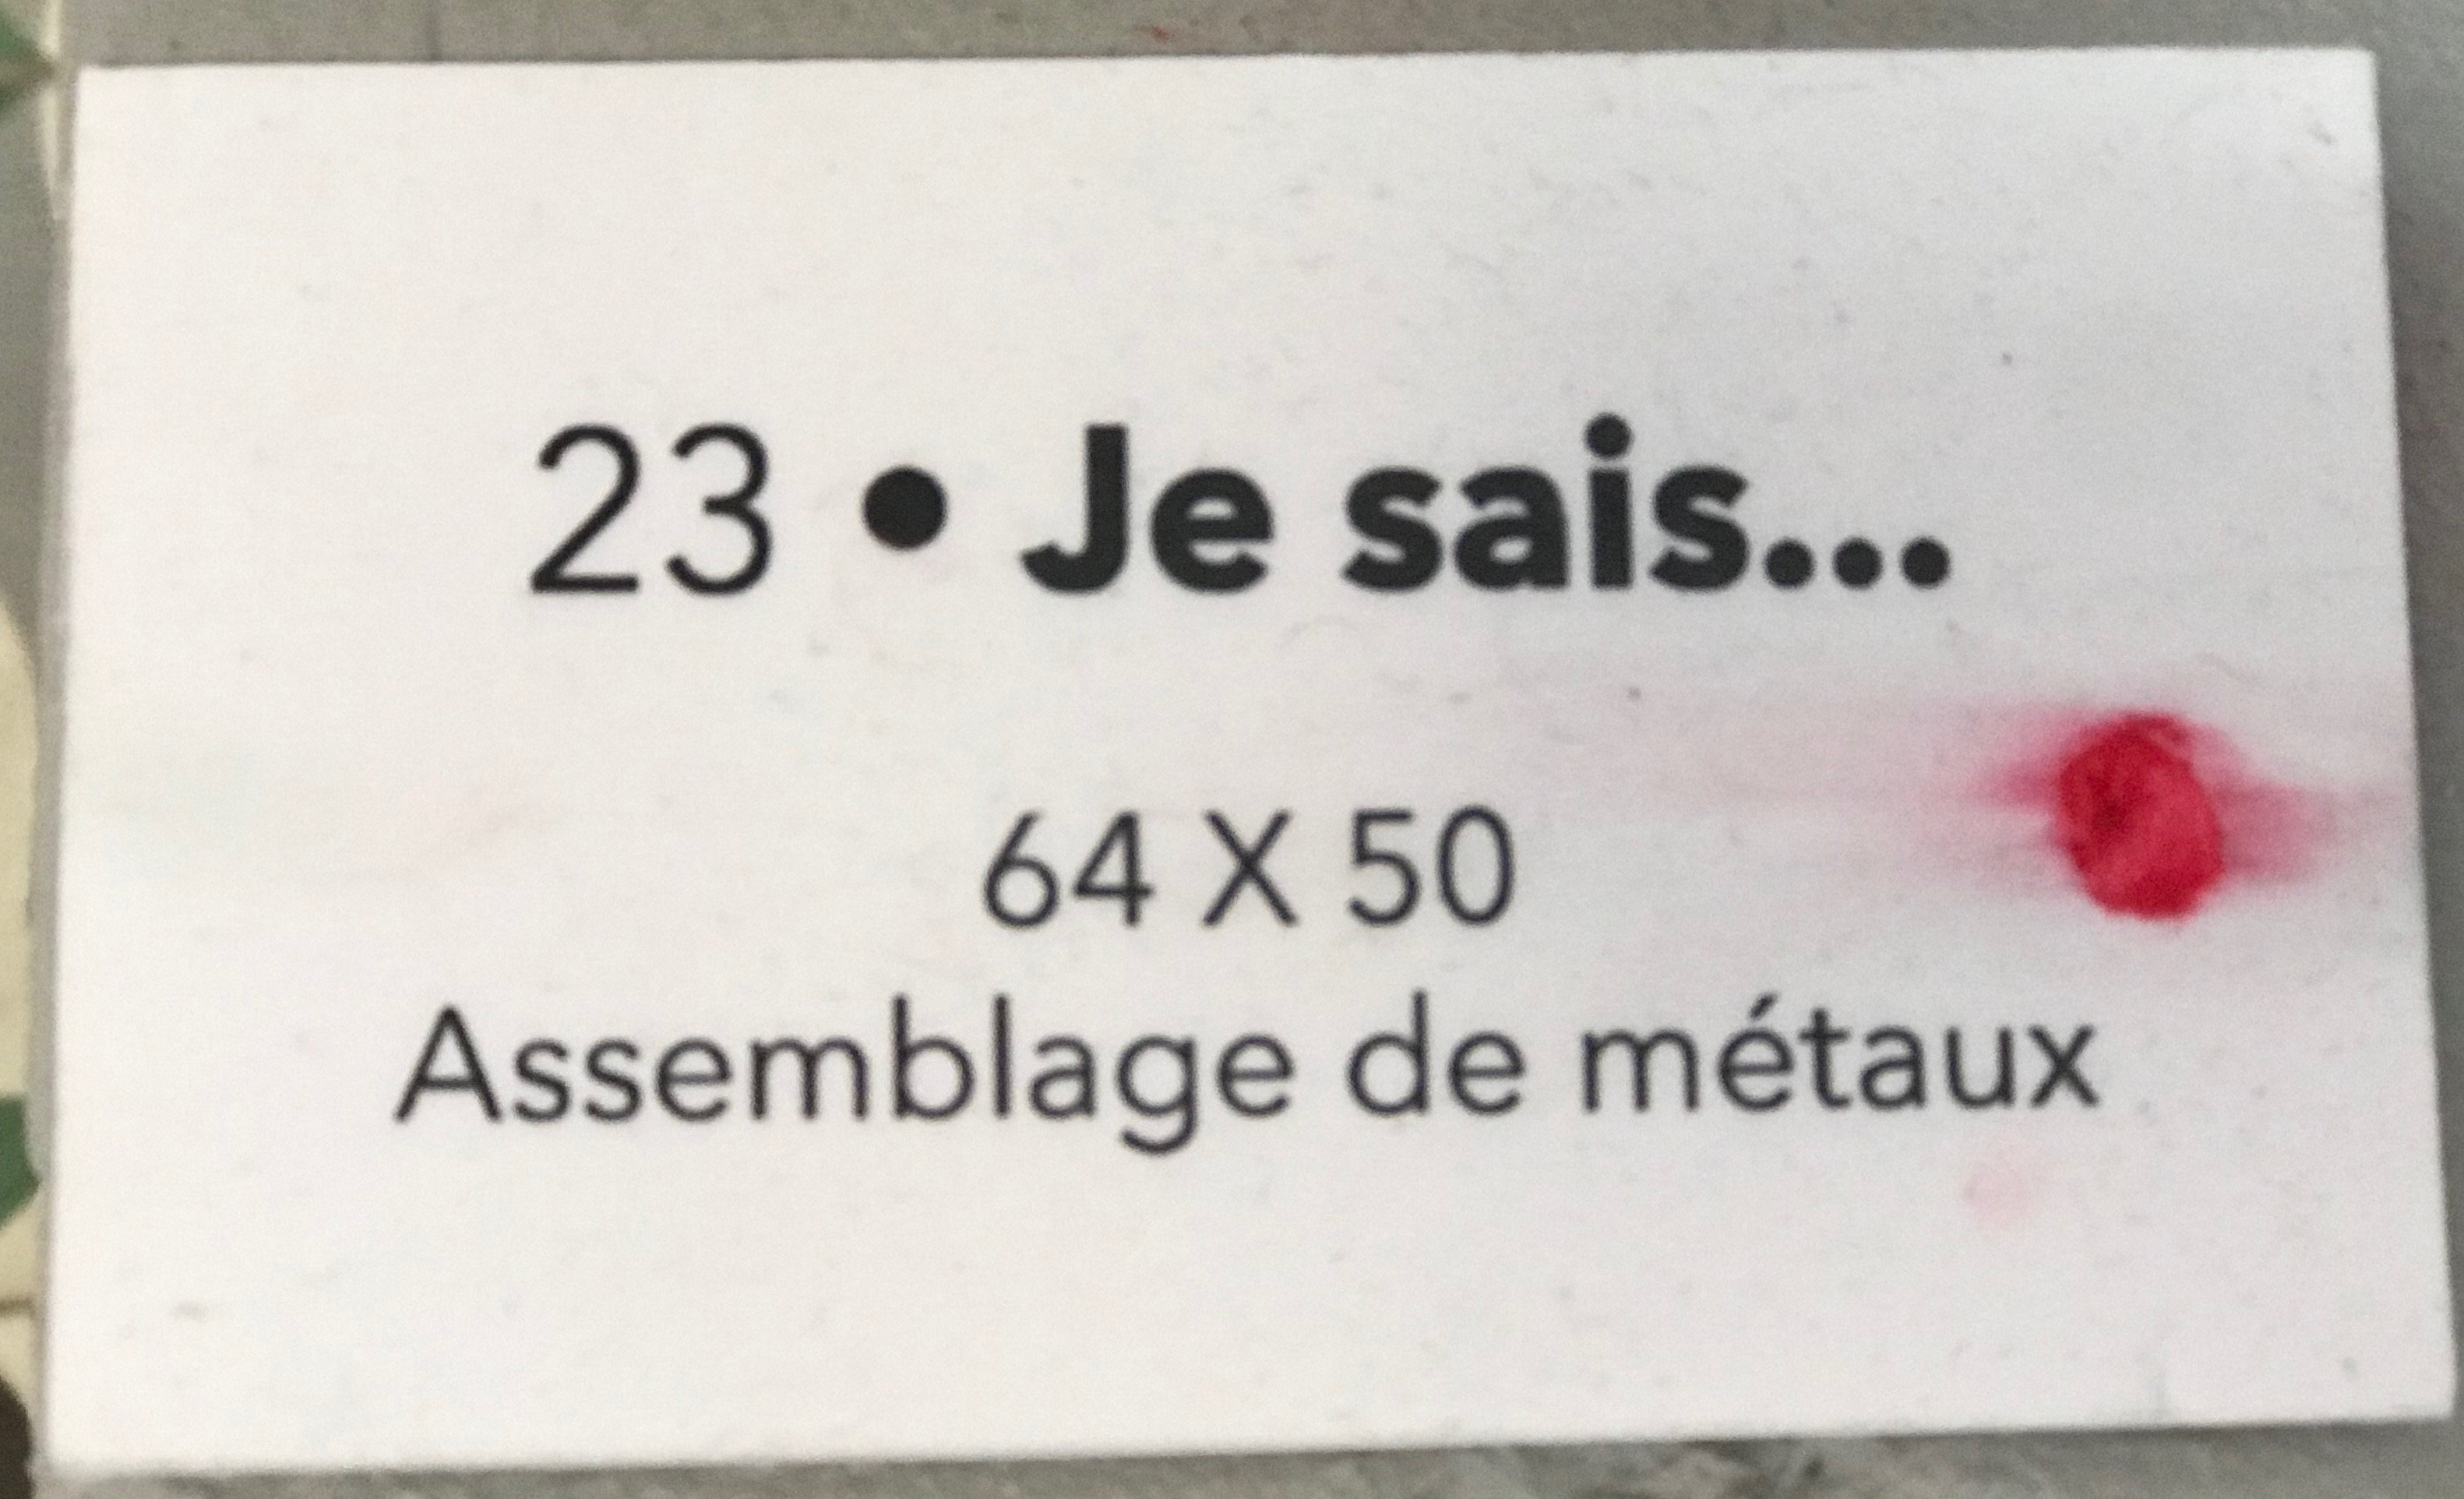 23 • Je sais...
64 X 50
Assemblage de métaux